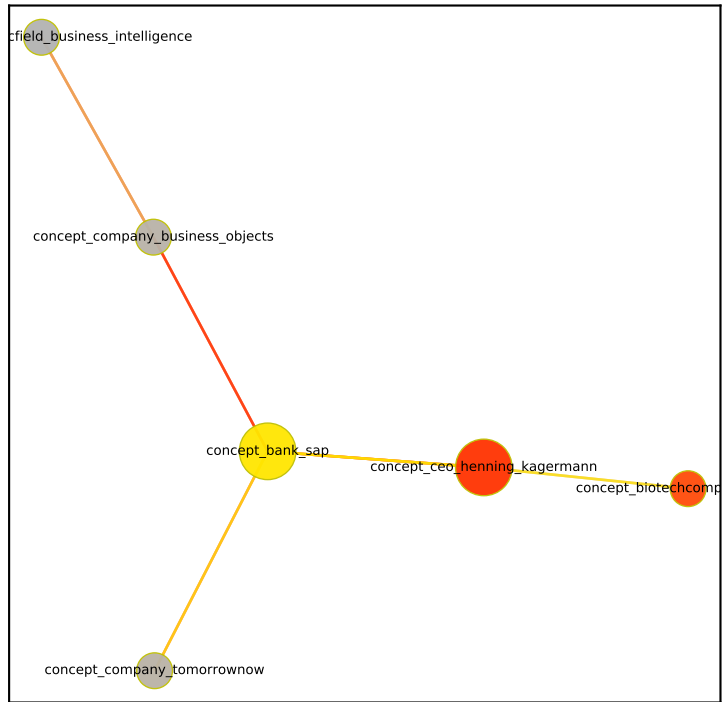 cfield_business_intelligence
concept_company_business_objects
concept_bank_sap
concept_ceo_henning_kagermann
concept_biotechcomp
concept_company_tomorrownow